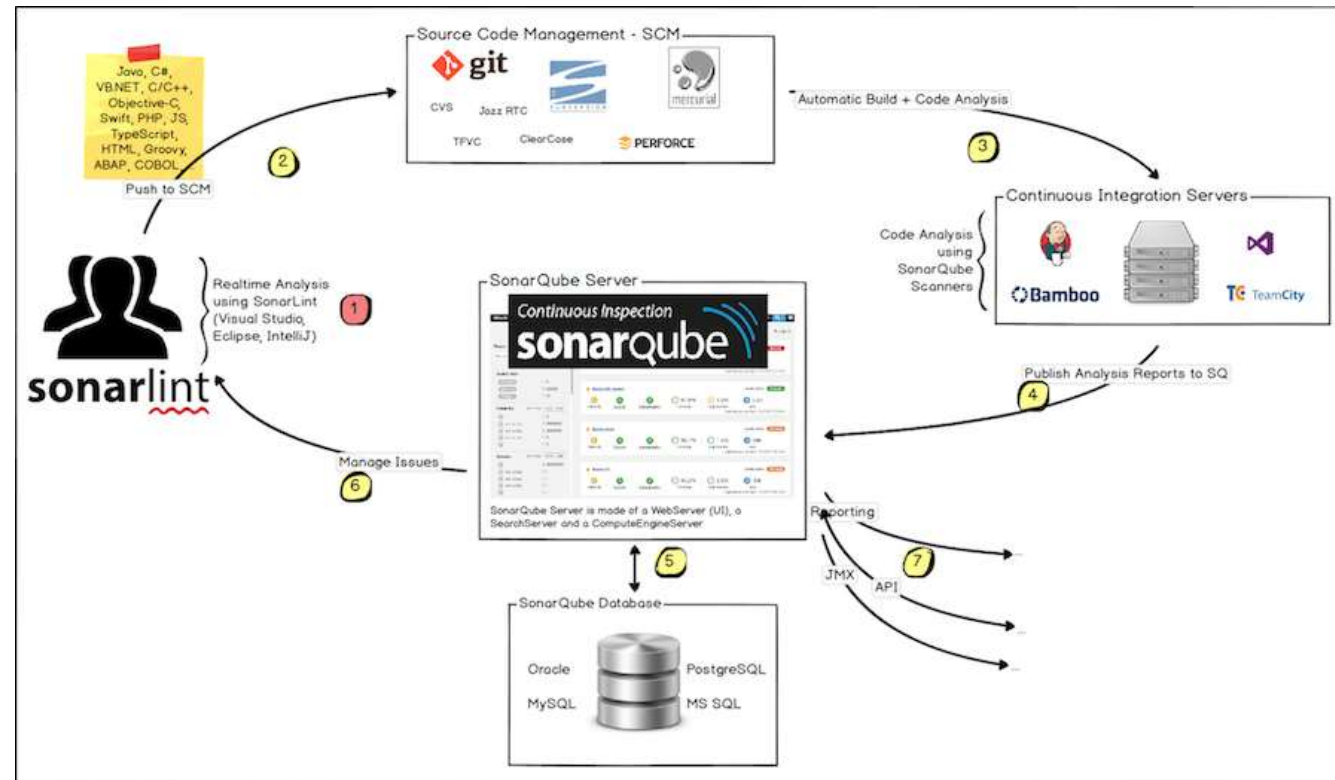 Source Code Management - SCM
git
CVS
Jazz RTC
SUBVERSION
mercurial
TFVC
ClearCase
PERFORCE
Java, C#,
VB.NET, C/C++,
Objective-C,
Swift, PHP, JS,
TypeScript,
HTML, Groovy,
ABAP, COBOL...
2
Push to SCM
Automatic Build + Code Analysis
3
Continuous Integration Servers
Code Analysis
using
SonarQube
Scanners
Bamboo
TC TeamCity
Realtime Analysis
using SonarLint
(Visual Studio,
Eclipse, IntelliJ)
1
sonarlint
SonarQube Server
Continuous Inspection
sonarqube
SonarQube Server is made of a WebServer (UI), a
SearchServer and a ComputeEngineServer
Publish Analysis Reports to SQ
4
Manage Issues
6
5
Reporting
...
7
JMX
API
...
...
SonarQube Database
Oracle
PostgreSQL
MySQL
MS SQL